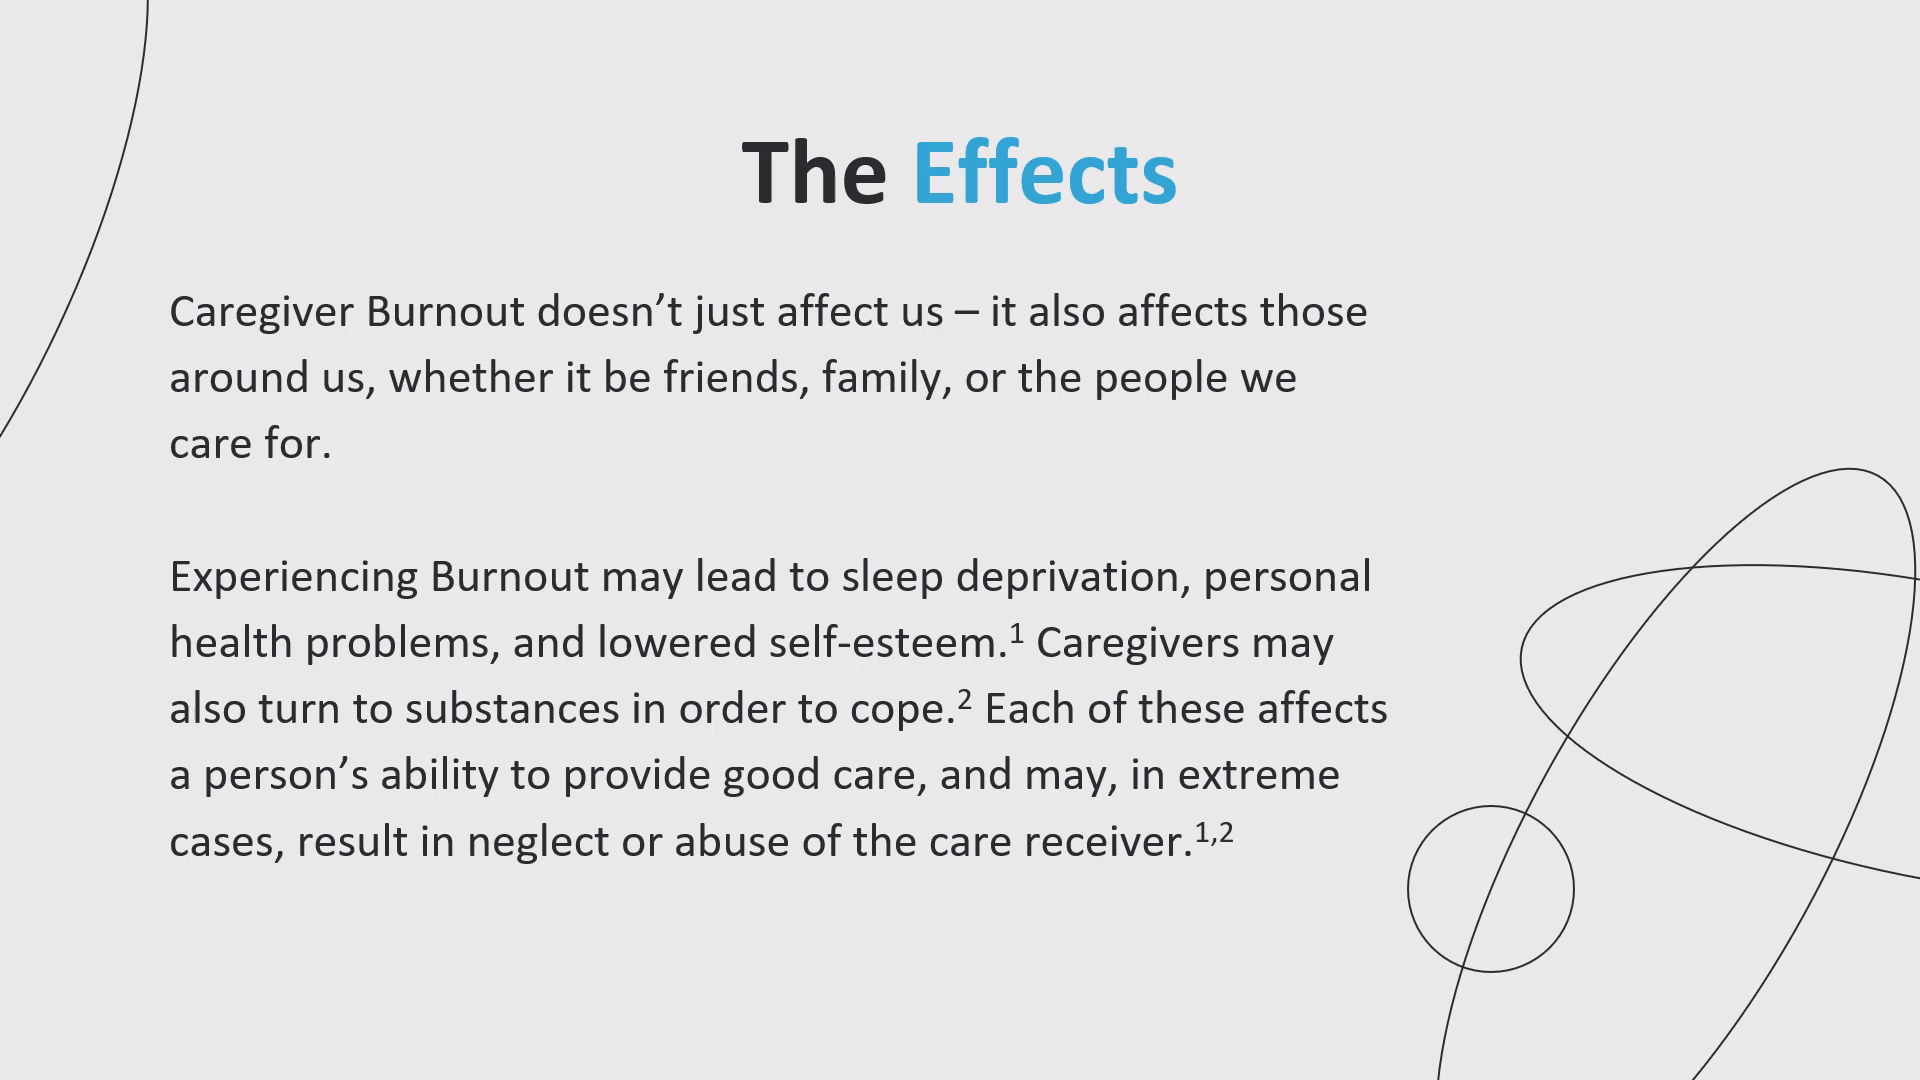 The Effects
Caregiver Burnout doesn’t just affect us – it also affects those
around us, whether it be friends, family, or the people we
care for.
Experiencing Burnout may lead to sleep deprivation, personal
health problems, and lowered self-esteem.¹ Caregivers may
also turn to substances in order to cope.² Each of these affects
a person’s ability to provide good care, and may, in extreme
cases, result in neglect or abuse of the care receiver.¹,²